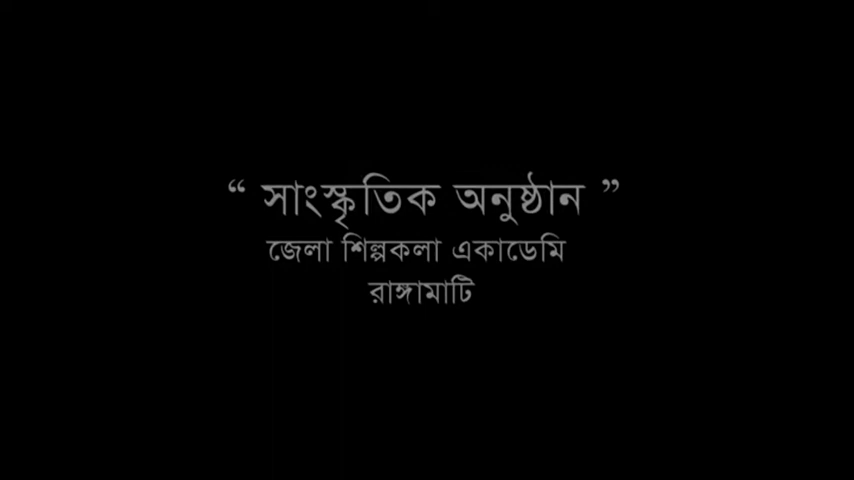 “ সাংস্কৃতিক অনুষ্ঠান ”
জেলা শিল্পকলা একাডেমি
রাঙ্গামাটি